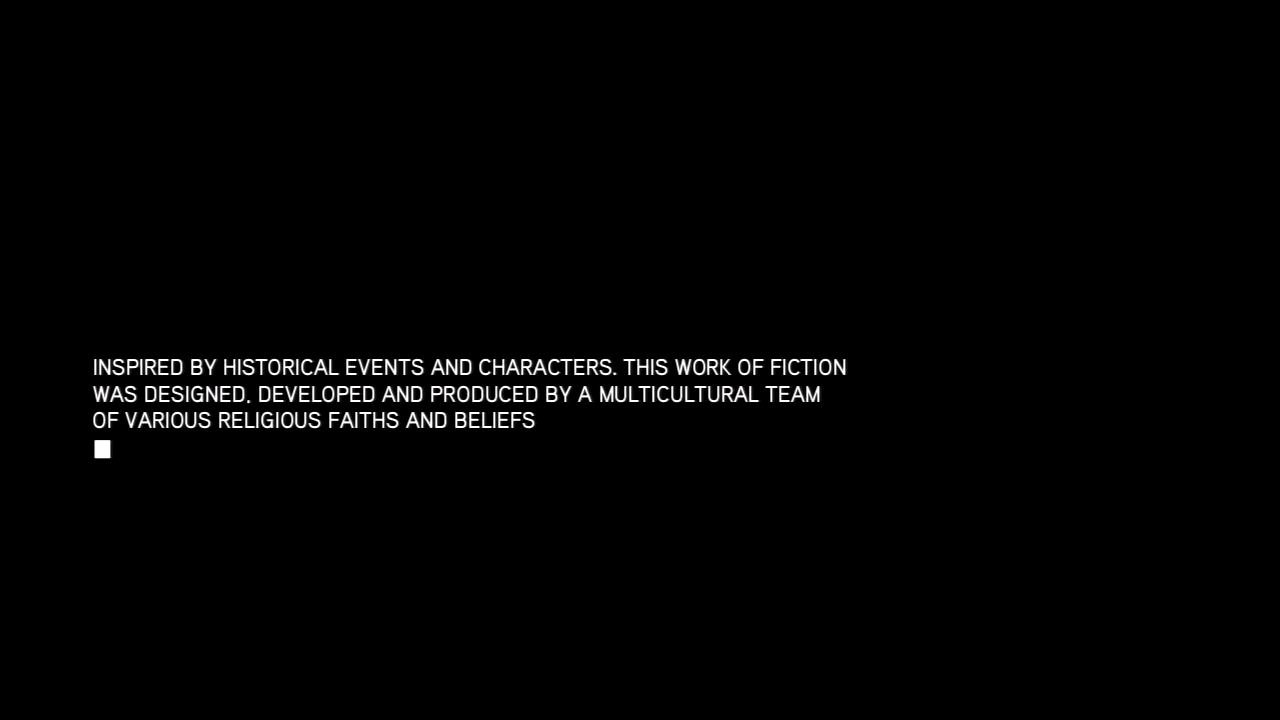 INSPIRED BY HISTORICAL EVENTS AND CHARACTERS. THIS WORK OF FICTION
WAS DESIGNED, DEVELOPED AND PRODUCED BY A MULTICULTURAL TEAM
OF VARIOUS RELIGIOUS FAITHS AND BELIEFS